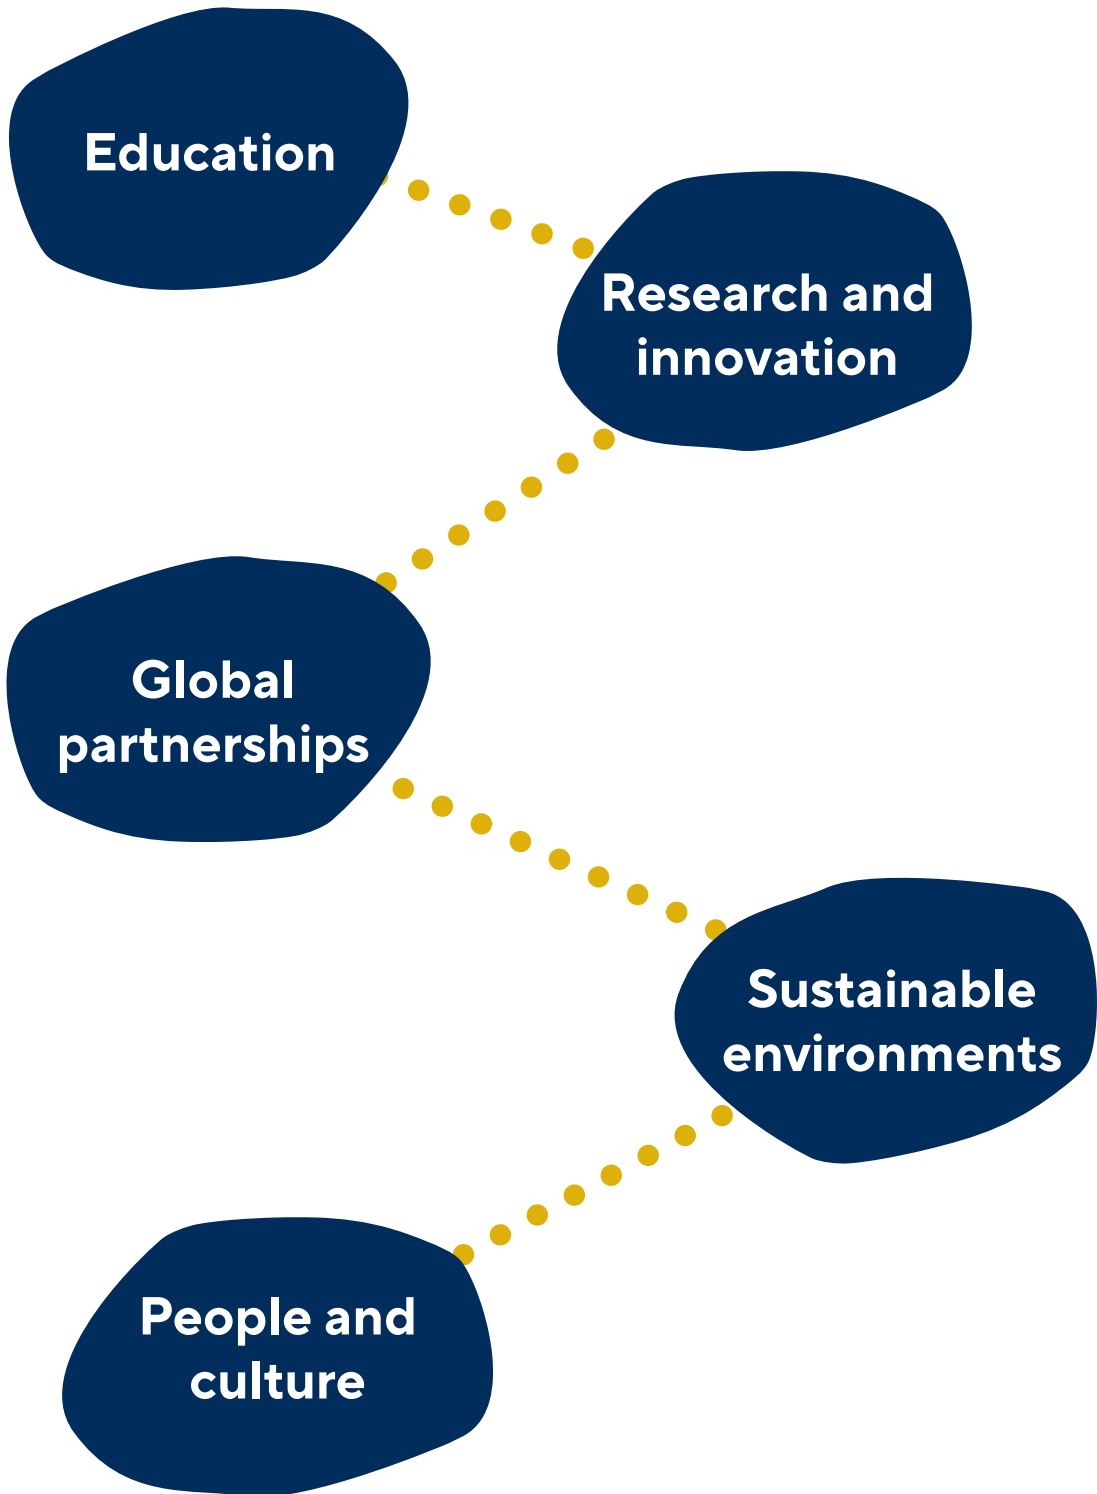 Education
Research and
innovation
Global
partnerships
Sustainable
environments
People and
culture